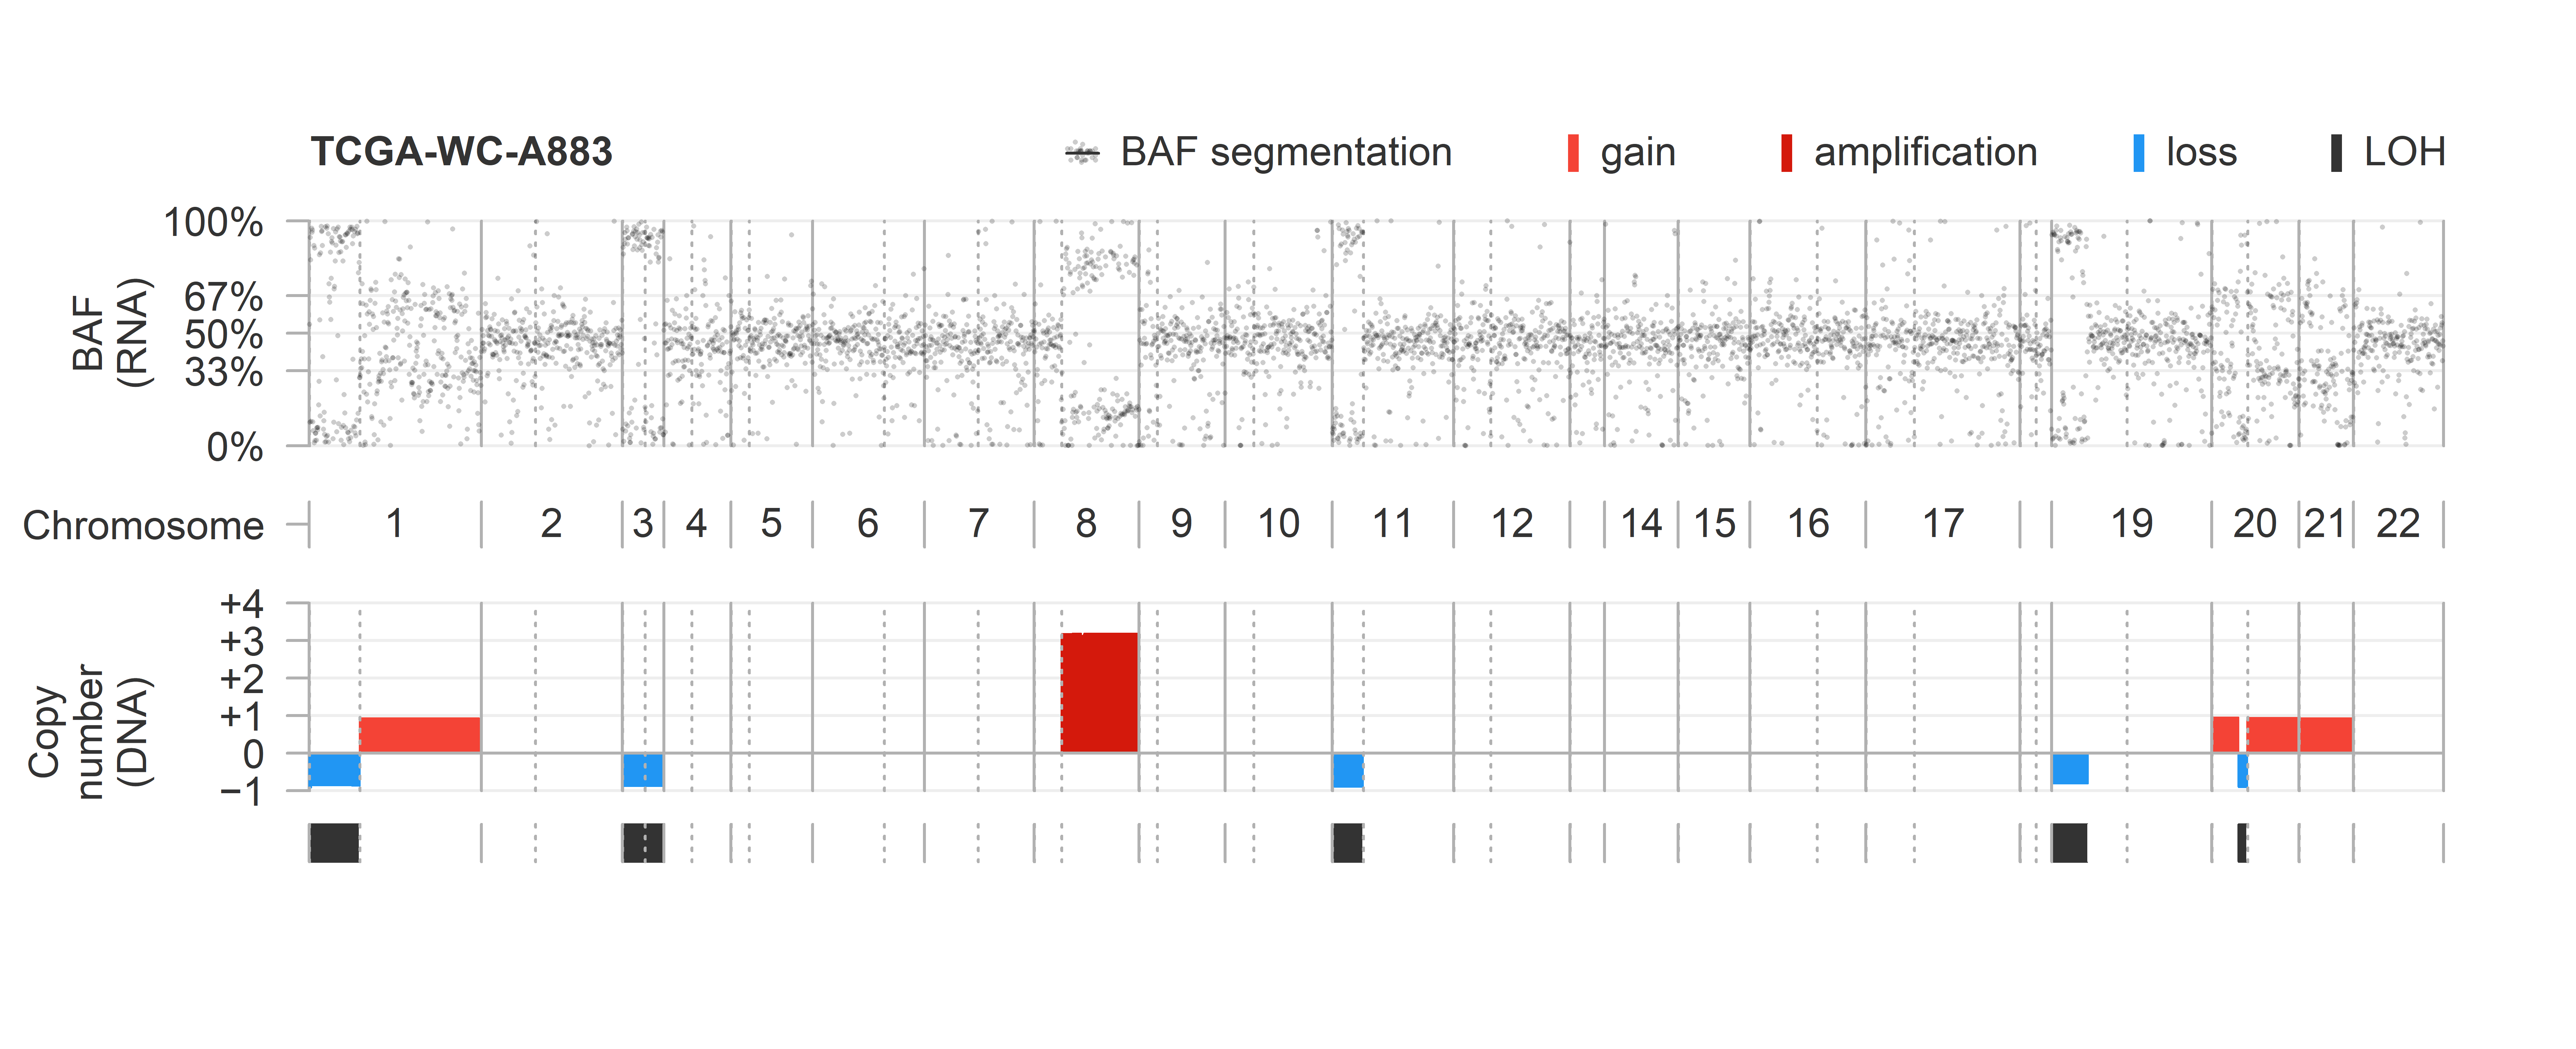 TCGA-WC-A883
BAF segmentation gain amplification loss LOH
BAF
(RNA)
100%
67%
50%
33%
0%
Chromosome 1 2 3 4 5 6 7 8 9 10 11 12 14 15 16 17 19 20 21 22
Copy
number
(DNA)
+4
+3
+2
+1
0
−1